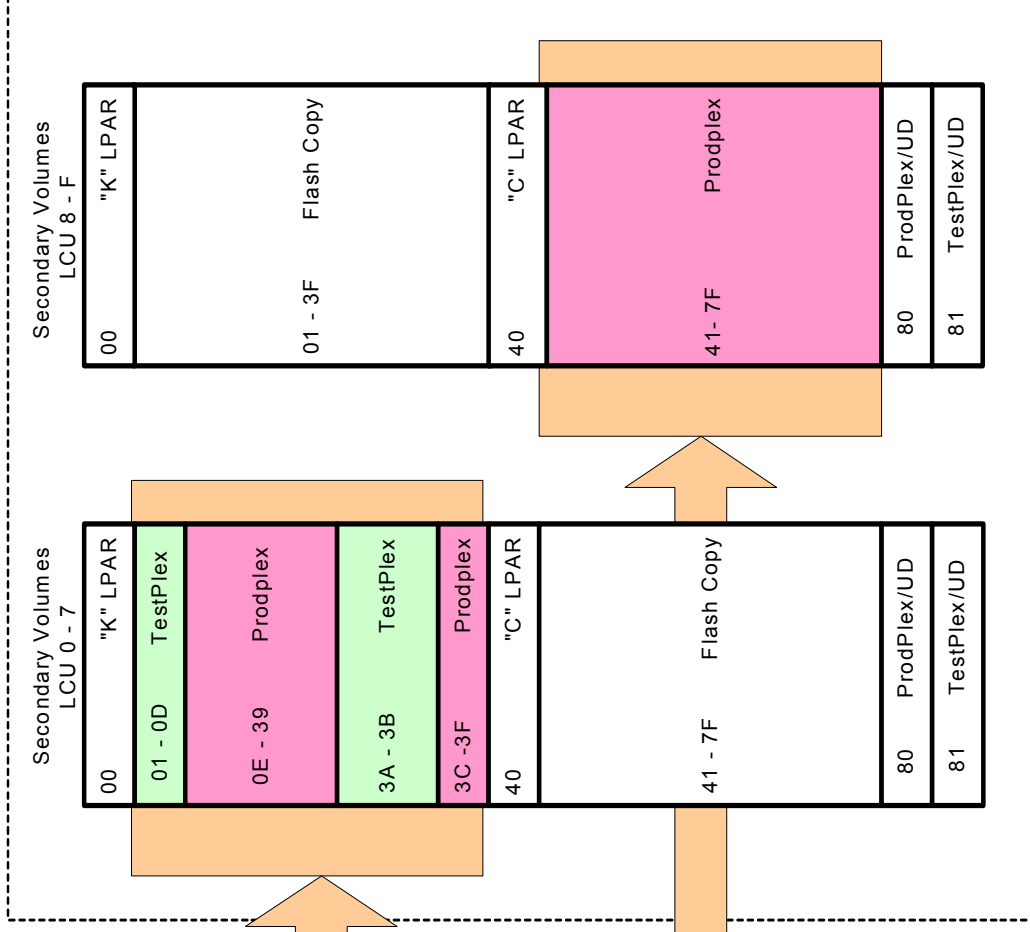 Secondary Volumes
LCU 0 - 7
00 "K" LPAR
01 - 0D TestPlex
0E - 39 Prodplex
3A - 3B TestPlex
3C -3F Prodplex
40 "C" LPAR
41 - 7F Flash Copy
80 ProdPlex/UD
81 TestPlex/UD
Secondary Volumes
LCU 8 - F
00 "K" LPAR
01 - 3F Flash Copy
40 "C" LPAR
41- 7F Prodplex
80 ProdPlex/UD
81 TestPlex/UD